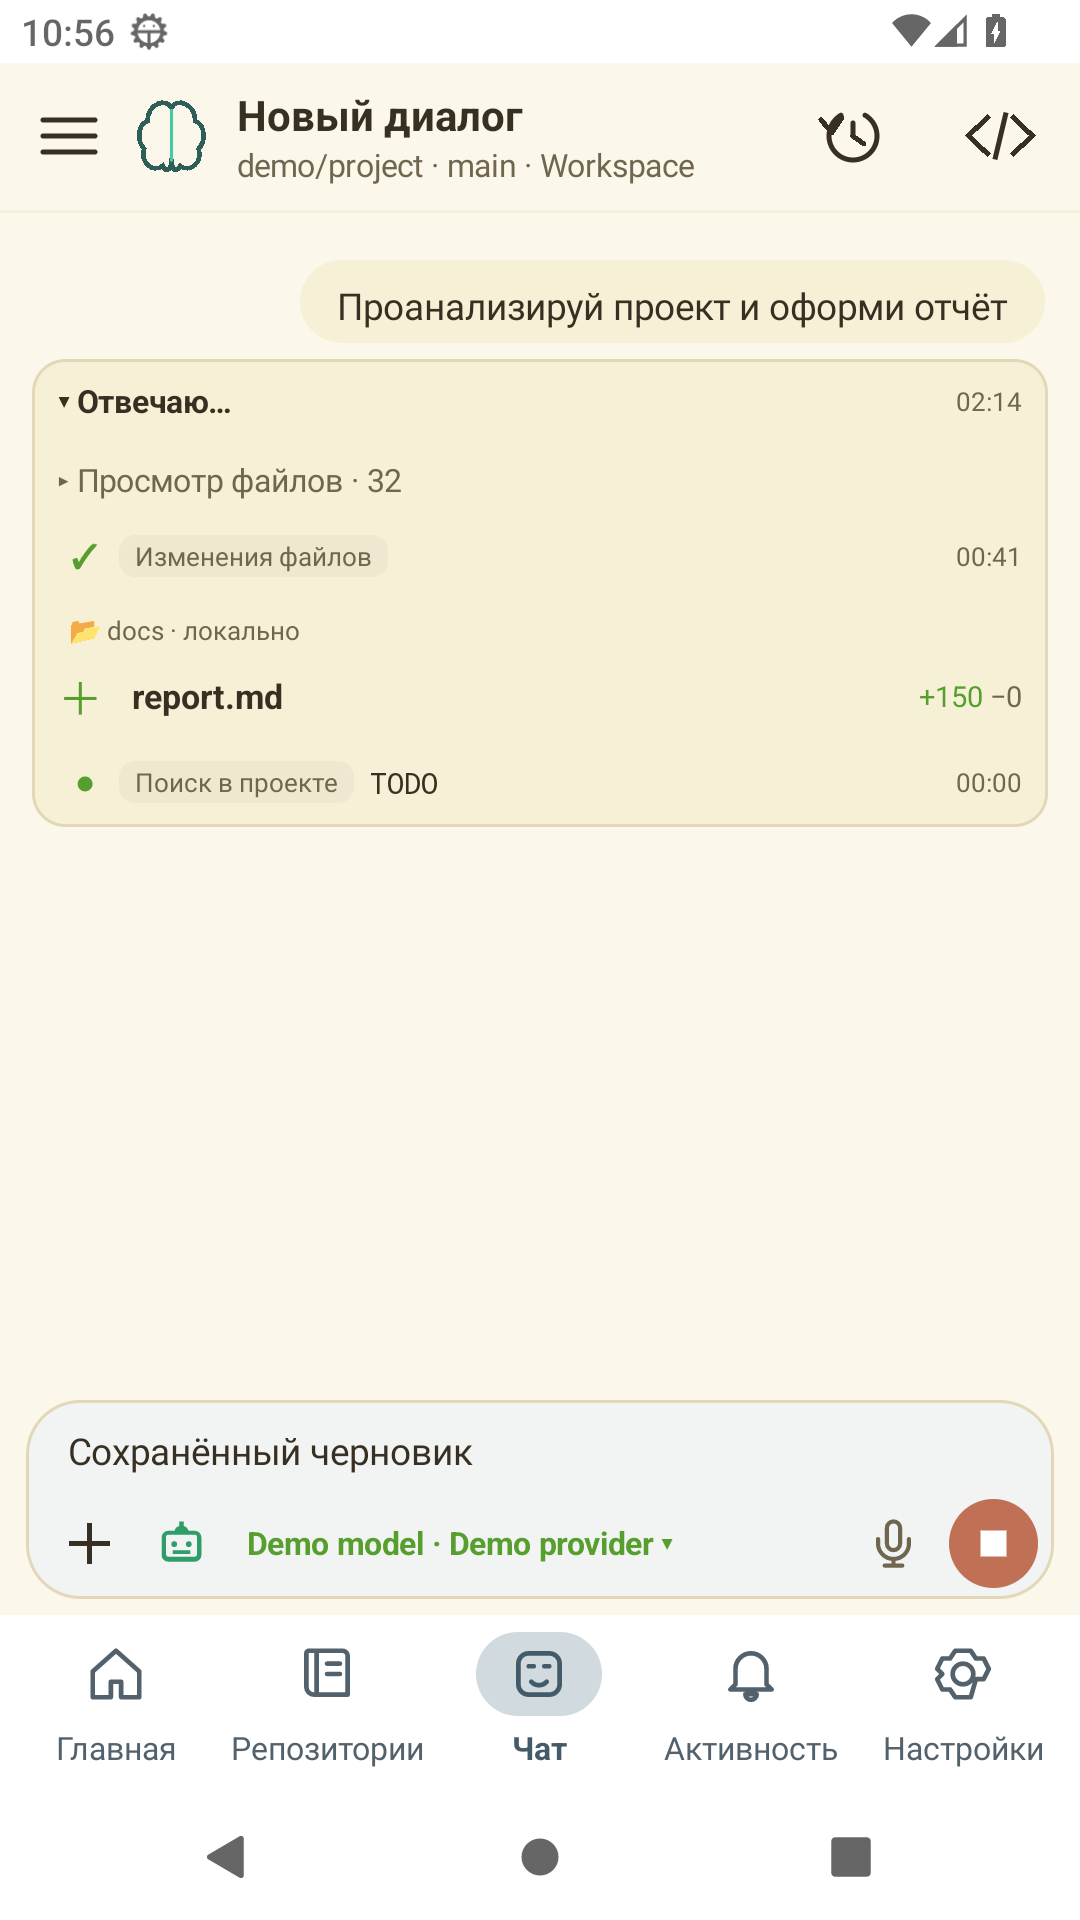 10:56
Новый диалог
demo/project · main · Workspace
Проанализируй проект и оформи отчёт
▾ Отвечаю… 02:14
▸ Просмотр файлов · 32
✓ Изменения файлов 00:41
📂 docs · локально
+ report.md +150 −0
● Поиск в проекте TODO 00:00
Сохранённый черновик
Demo model · Demo provider ▾
Главная Репозитории Чат Активность Настройки